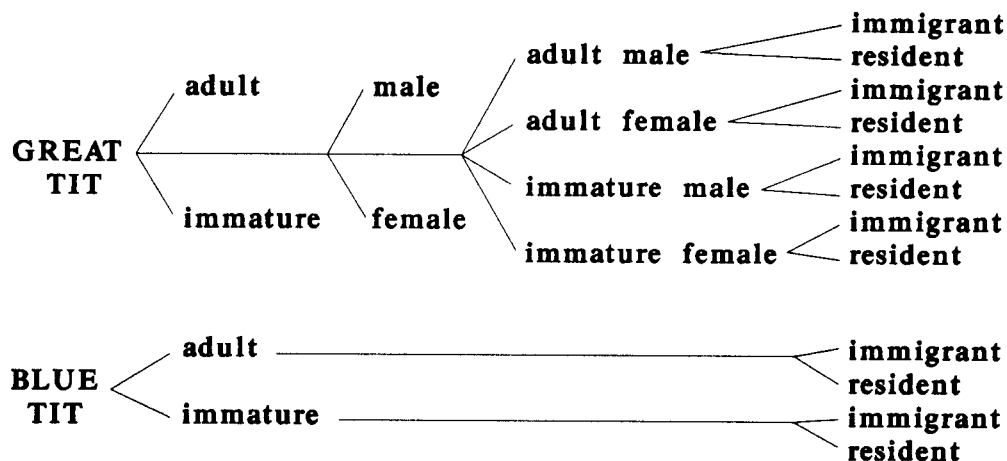 immigrant
adult male
resident
adult
male
immigrant
adult female
resident
GREAT
TIT
immigrant
immature male
resident
immature
female
immigrant
immature female
resident
adult
immigrant
BLUE
TIT
resident
immature
immigrant
resident